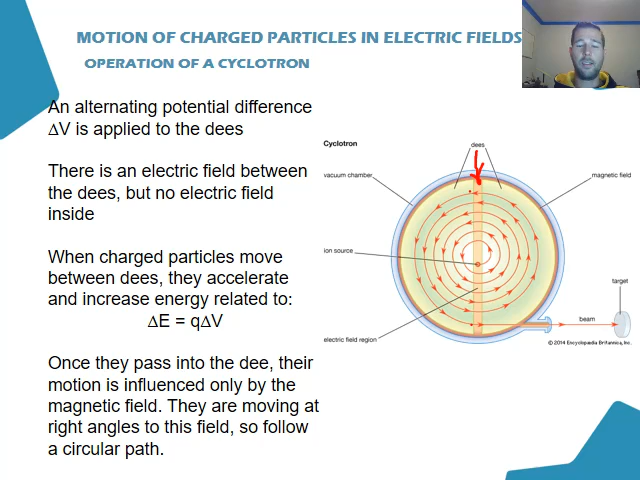 MOTION OF CHARGED PARTICLES IN ELECTRIC FIELDS
OPERATION OF A CYCLOTRON
An alternating potential difference
∆V is applied to the dees
There is an electric field between
the dees, but no electric field
inside
When charged particles move
between dees, they accelerate
and increase energy related to:
∆E = q∆V
Once they pass into the dee, their
motion is influenced only by the
magnetic field. They are moving at
right angles to this field, so follow
a circular path.
Cyclotron
dees
vacuum chamber
magnetic field
ion source
target
beam
electric field region
© 2014 Encyclopædia Britannica, Inc.